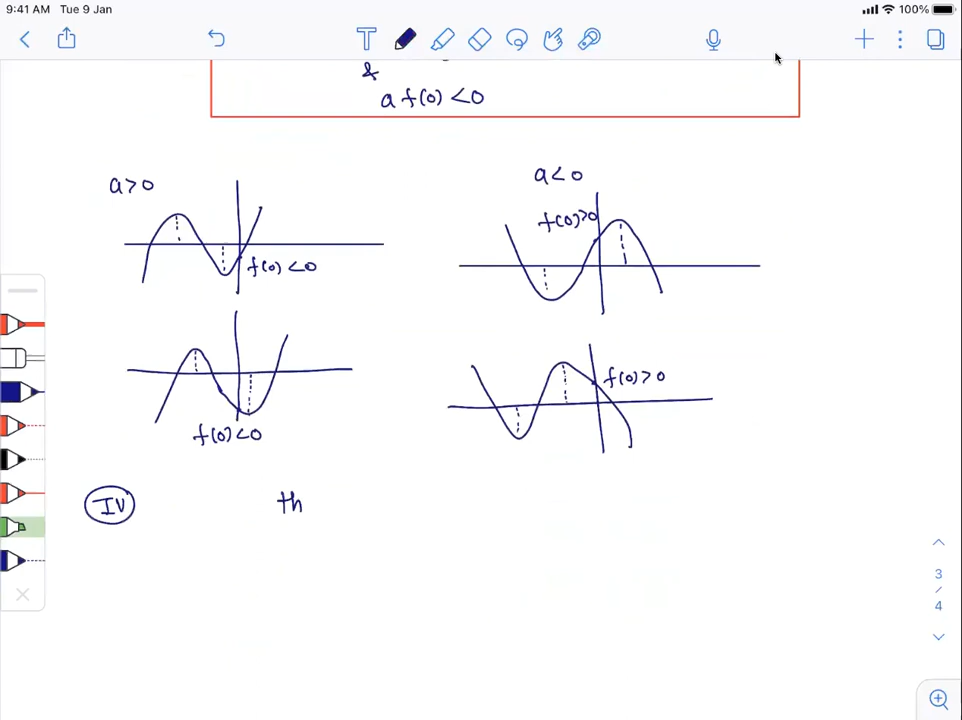 9:41 AM Tue 9 Jan
100%
&
a f(0) <0
a>0
f(0) <0
a<0
f(0)>0
f(0)<0
f(0)>0
IV th
3
/
4